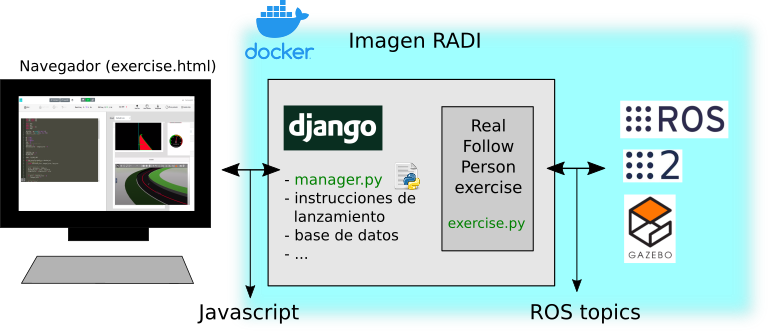 docker
Imagen RADI
Navegador (exercise.html)
django
- manager.py
- instrucciones de
lanzamiento
- base de datos
- ...
Real
Follow
Person
exercise
exercise.py
ROS
2
GAZEBO
Javascript
ROS topics